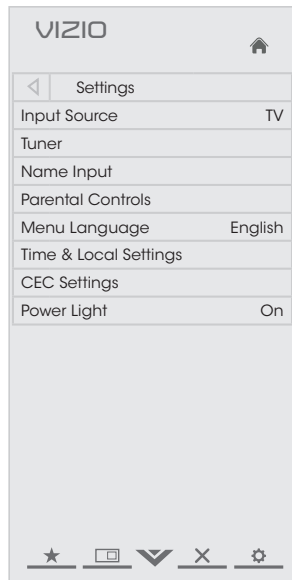 VIZIO
Settings
Input Source TV
Tuner
Name Input
Parental Controls
Menu Language English
Time & Local Settings
CEC Settings
Power Light On